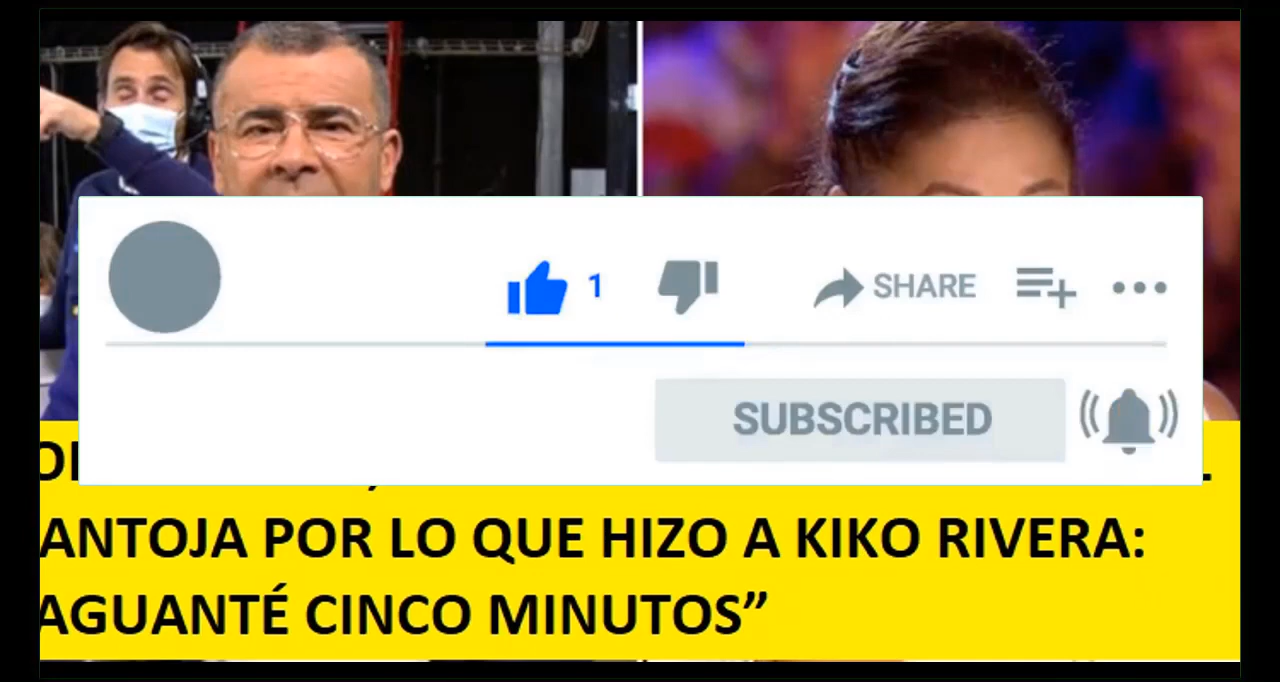 1
SHARE
SUBSCRIBED
ANTOJA POR LO QUE HIZO A KIKO RIVERA:
AGUANTÉ CINCO MINUTOS”